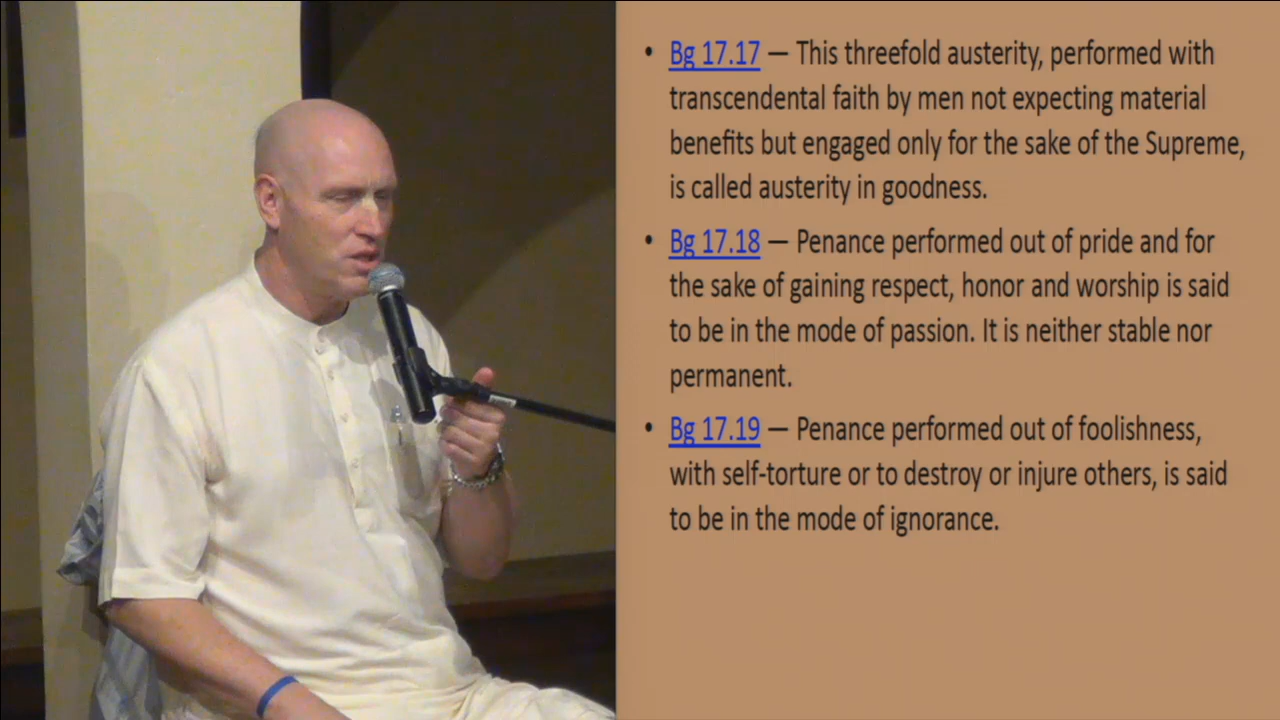 • Bg 17.17 — This threefold austerity, performed with
transcendental faith by men not expecting material
benefits but engaged only for the sake of the Supreme,
is called austerity in goodness.
• Bg 17.18 — Penance performed out of pride and for
the sake of gaining respect, honor and worship is said
to be in the mode of passion. It is neither stable nor
permanent.
• Bg 17.19 — Penance performed out of foolishness,
with self-torture or to destroy or injure others, is said
to be in the mode of ignorance.